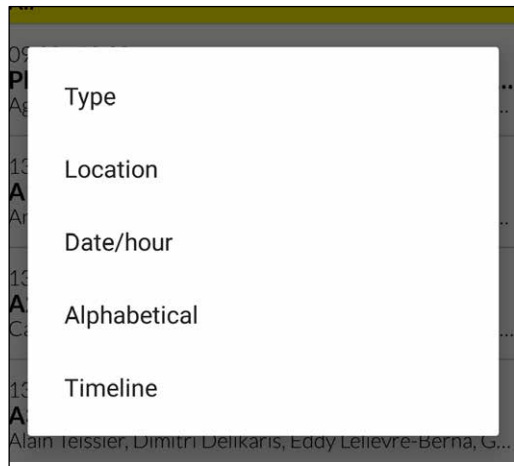 Type
Location
Date/hour
Alphabetical
Timeline
Alain Teissier, Dimitri Delikaris, Eddy Lelievre-Berna, G...